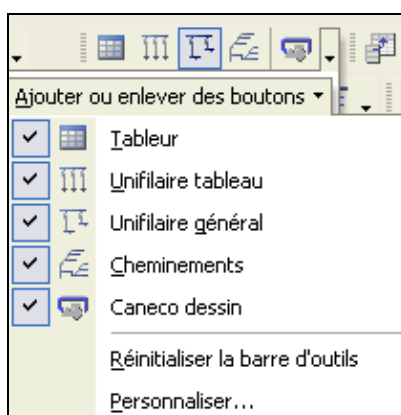 Ajouter ou enlever des boutons
Tableur
Unifilaire tableau
Unifilaire général
Cheminements
Caneco dessin
Réinitialiser la barre d'outils
Personnaliser...